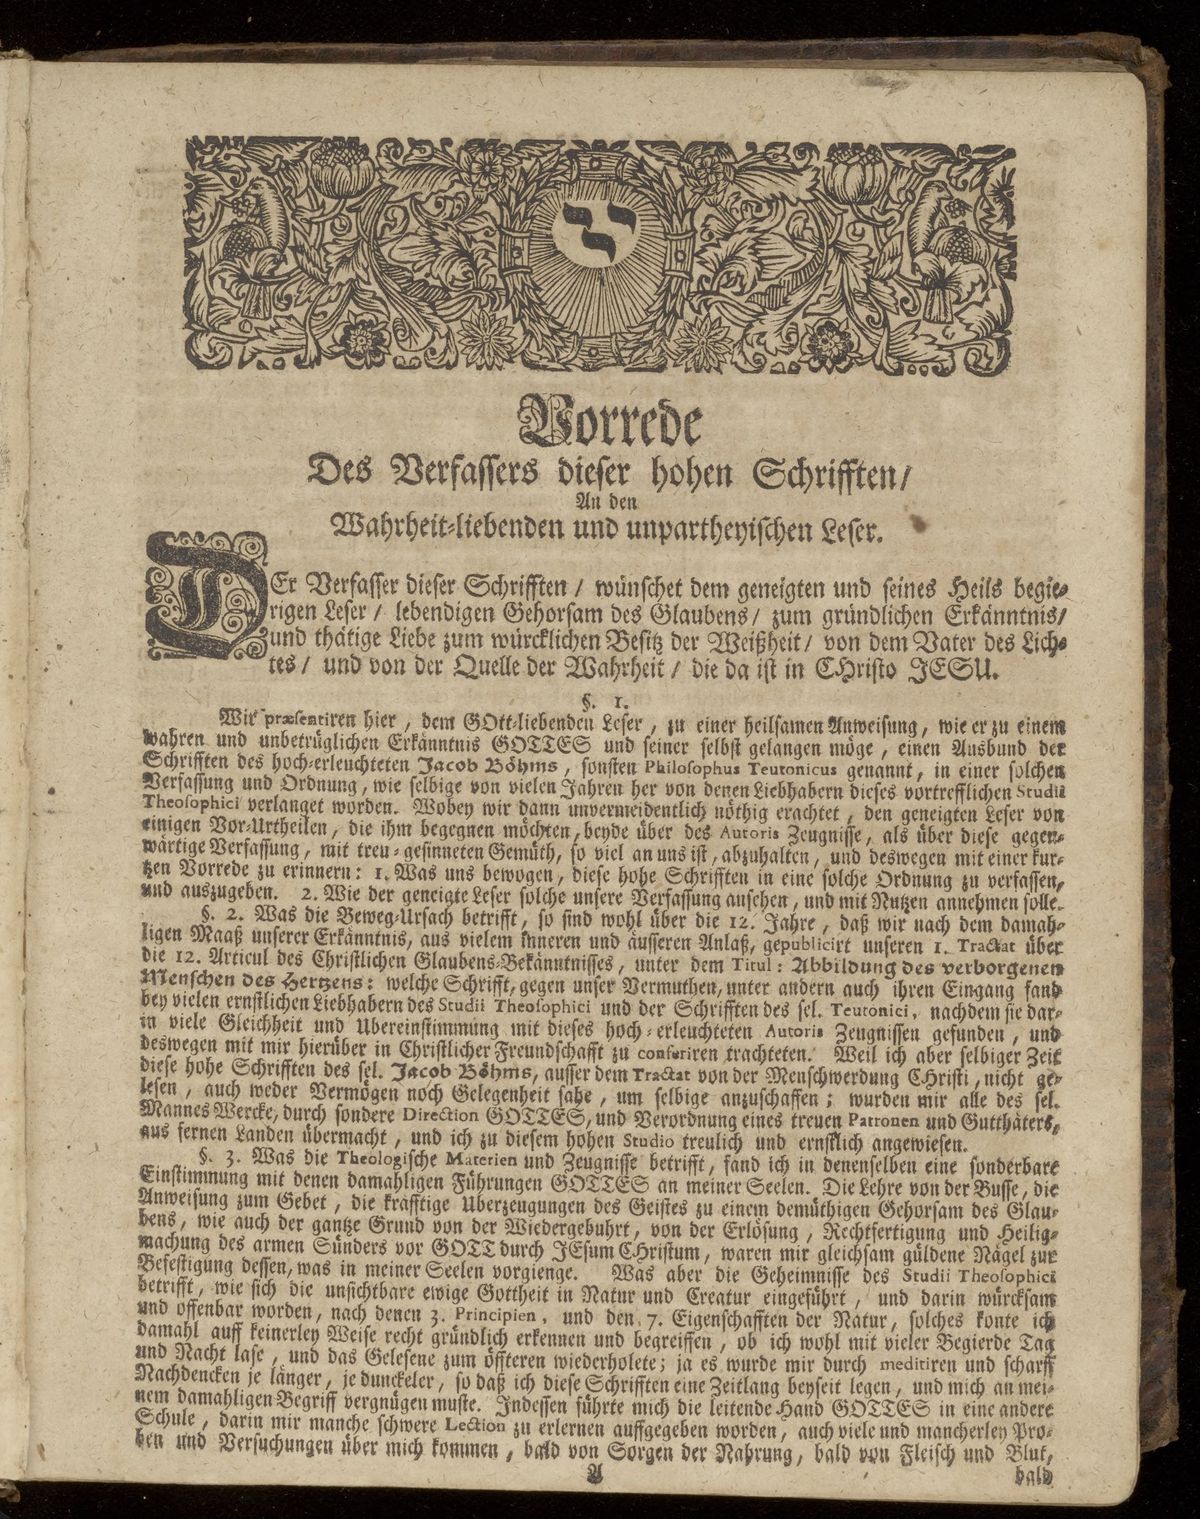 Vorrede
Des Verfassers dieser hohen Schrifften/
An den
Wahrheit-liebenden und unpartheyischen Leser.
DEr Verfasser dieser Schrifften / wünschet dem geneigten und seines Heils begie-
rigen Leser / lebendigen Gehorsam des Glaubens / zum gründlichen Erkänntnis/
und thätige Liebe zum würcklichen Besitz der Weißheit / von dem Vater des Lich-
tes / und von der Quelle der Wahrheit / die da ist in CHristo JESU.
§. 1.
Wir præsentiren hier, dem GOtt-liebenden Leser, zu einer heilsamen Anweisung, wie er zu einem
wahren und unbetrüglichen Erkänntnis GOTTES und seiner selbst gelangen möge, einen Ausbund der
Schrifften des hoch-erleuchteten Jacob Böhms, sonsten Philosophus Teutonicus genannt, in einer solchen
Verfassung und Ordnung, wie selbige von vielen Jahren her von denen Liebhabern dieses vortrefflichen Studii
Theosophici verlanget worden. Wobey wir dann unvermeidentlich nöthig erachtet, den geneigten Leser von
einigen Vor-Urtheilen, die ihm begegnen möchten, beyde über des Autoris Zeugnisse, als über diese gegen-
wärtige Verfassung, mit treu-gesinneten Gemüth, so viel an uns ist, abzuhalten, und deswegen mit einer kur-
tzen Vorrede zu erinnern: 1. Was uns bewogen, diese hohe Schrifften in eine solche Ordnung zu verfassen,
und auszugeben. 2. Wie der geneigte Leser solche unsere Verfassung ansehen, und mit Nutzen annehmen solle.
§. 2. Was die Beweg-Ursach betrifft, so sind wohl über die 12. Jahre, daß wir nach dem damah-
ligen Maaß unserer Erkänntnis, aus vielem inneren und äusseren Anlaß, gepublicirt unseren 1. Tractat über
die 12. Articul des Christlichen Glaubens-Bekänntnisses, unter dem Titul: Abbildung des verborgenen
Menschen des Hertzens: welche Schrifft, gegen unser Vermuthen, unter andern auch ihren Eingang fand
bey vielen ernstlichen Liebhabern des Studii Theosophici und der Schrifften des sel. Teutonici, nachdem sie dar-
in viele Gleichheit und Ubereinstimmung mit dieses hoch-erleuchteten Autoris Zeugnissen gefunden, und
deswegen mit mir hierüber in Christlicher Freundschafft zu conferiren trachteten. Weil ich aber selbiger Zeit
diese hohe Schrifften des sel. Jacob Böhms, ausser dem Tractat von der Menschwerdung CHristi, nicht ge-
lesen, auch weder Vermögen noch Gelegenheit sahe, um selbige anzuschaffen; wurden mir alle des sel.
Mannes Wercke, durch sondere Direction GOTTES, und Verordnung eines treuen Patronen und Gutthäters,
aus fernen Landen übermacht, und ich zu diesem hohen Studio treulich und ernstlich angewiesen.
§. 3. Was die Theologische Materien und Zeugnisse betrifft, fand ich in denenselben eine sonderbare
Einstimmung mit denen damahligen Führungen GOTTES an meiner Seelen. Die Lehre von der Busse, die
Anweisung zum Gebet, die kräfftige Uberzeugungen des Geistes zu einem demüthigen Gehorsam des Glau-
bens, wie auch der gantze Grund von der Wiedergebuhrt, von der Erlösung, Rechtfertigung und Heilig-
machung des armen Sünders vor GOTT durch JEsum CHristum, waren mir gleichsam güldene Nägel zur
Befestigung dessen, was in meiner Seelen vorgienge. Was aber die Geheimnisse des Studii Theosophici
betrifft, wie sich die unsichtbare ewige Gottheit in Natur und Creatur eingeführt, und darin würcksam
und offenbar worden, nach denen 3. Principien, und den 7. Eigenschafften der Natur, solches konte ich
damahl auff keinerley Weise recht gründlich erkennen und begreiffen, ob ich wohl mit vieler Begierde Tag
und Nacht lase, und das Gelesene zum öffteren wiederholete; ja es wurde mir durch meditiren und scharff
Nachdencken je länger, je dunckeler, so daß ich diese Schrifften eine Zeitlang beyseit legen, und mich an mei-
nem damahligen Begriff vergnügen muste. Indessen führte mich die leitende Hand GOTTES in eine andere
Schule, darin mir manche schwere Lection zu erlernen auffgegeben worden, auch viele und mancherley Pro-
ben und Versuchungen über mich kommen, bald von Sorgen der Nahrung, bald von Fleisch und Blut,
A
bald